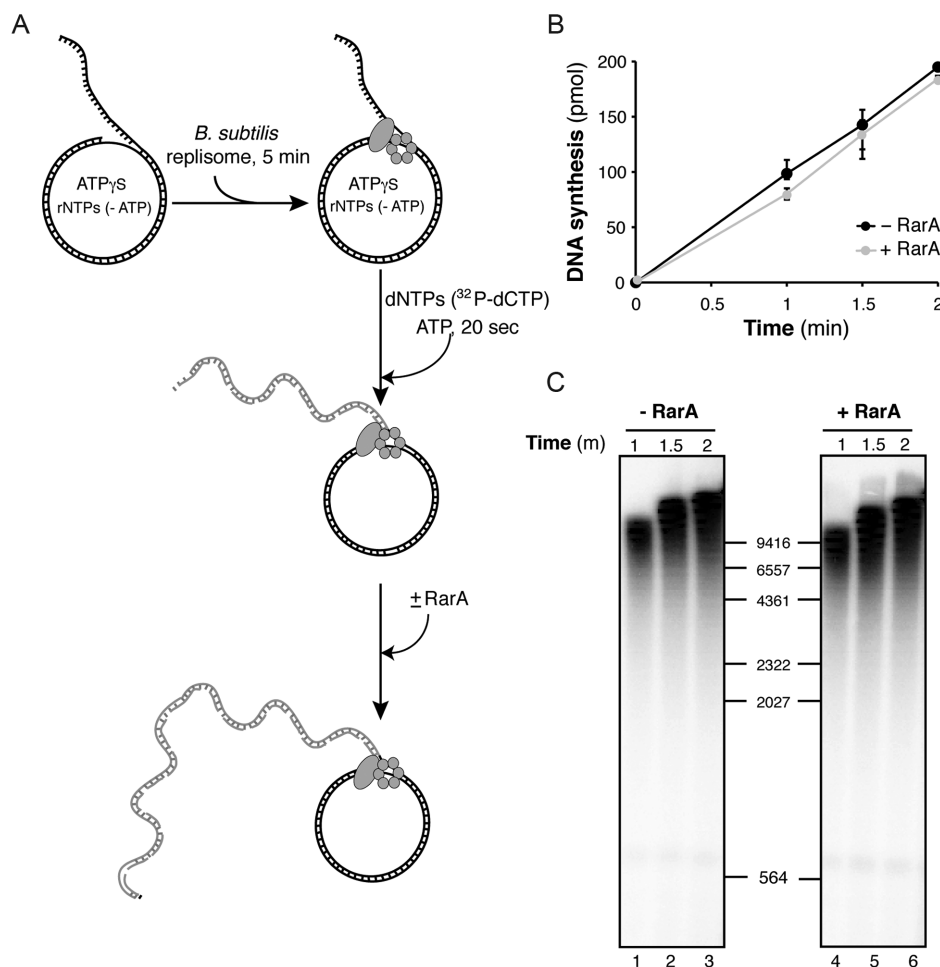 A
B. subtilis
replisome, 5 min
ATPγS
rNTPs (- ATP)
ATPγS
rNTPs (- ATP)
dNTPs (³²P-dCTP)
ATP, 20 sec
± RarA
B
DNA synthesis (pmol)
200
150
100
50
0
0 0.5 1 1.5 2
Time (min)
– RarA
+ RarA
C
- RarA + RarA
Time (m) 1 1.5 2 1 1.5 2
9416
6557
4361
2322
2027
564
1 2 3 4 5 6